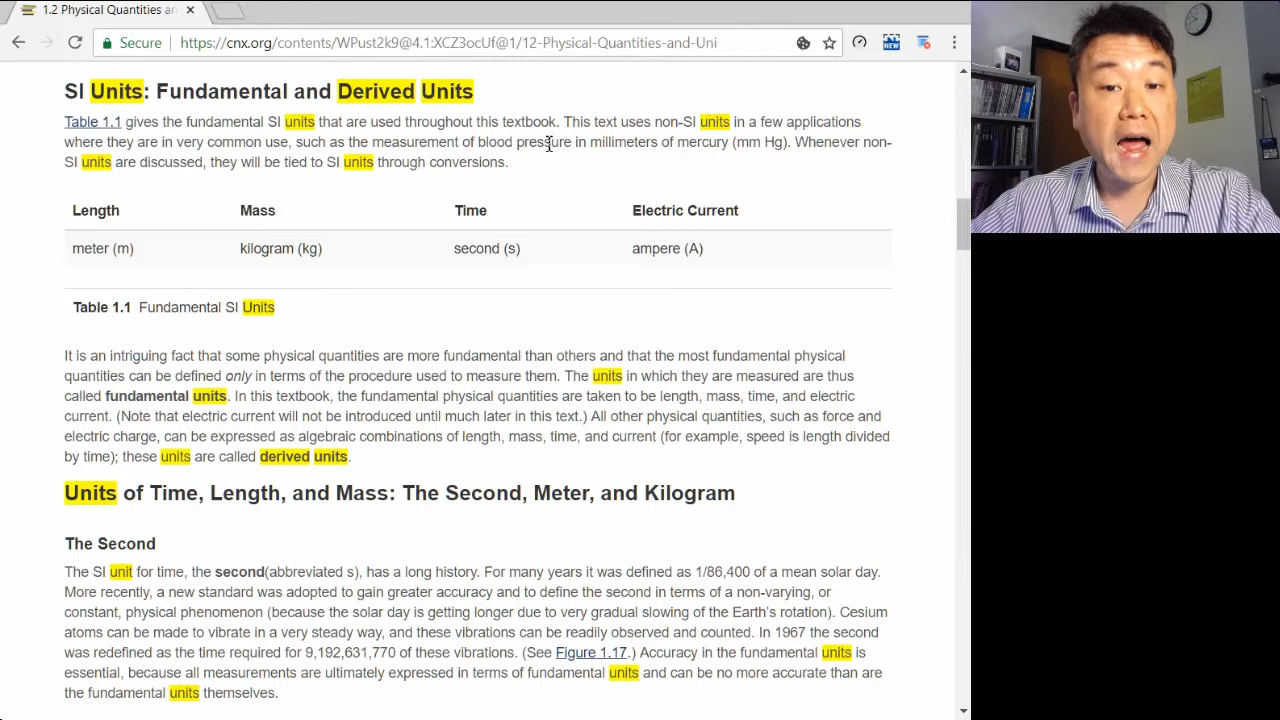 1.2 Physical Quantities an
Secure https://cnx.org/contents/WPust2k9@4.1:XCZ3ocUf@1/12-Physical-Quantities-and-Uni
NEW
SI Units: Fundamental and Derived Units
Table 1.1 gives the fundamental SI units that are used throughout this textbook. This text uses non-SI units in a few applications
where they are in very common use, such as the measurement of blood pressure in millimeters of mercury (mm Hg). Whenever non-
SI units are discussed, they will be tied to SI units through conversions.
Length Mass Time Electric Current
meter (m) kilogram (kg) second (s) ampere (A)
Table 1.1 Fundamental SI Units
It is an intriguing fact that some physical quantities are more fundamental than others and that the most fundamental physical
quantities can be defined only in terms of the procedure used to measure them. The units in which they are measured are thus
called fundamental units. In this textbook, the fundamental physical quantities are taken to be length, mass, time, and electric
current. (Note that electric current will not be introduced until much later in this text.) All other physical quantities, such as force and
electric charge, can be expressed as algebraic combinations of length, mass, time, and current (for example, speed is length divided
by time); these units are called derived units.
Units of Time, Length, and Mass: The Second, Meter, and Kilogram
The Second
The SI unit for time, the second(abbreviated s), has a long history. For many years it was defined as 1/86,400 of a mean solar day.
More recently, a new standard was adopted to gain greater accuracy and to define the second in terms of a non-varying, or
constant, physical phenomenon (because the solar day is getting longer due to very gradual slowing of the Earth's rotation). Cesium
atoms can be made to vibrate in a very steady way, and these vibrations can be readily observed and counted. In 1967 the second
was redefined as the time required for 9,192,631,770 of these vibrations. (See Figure 1.17.) Accuracy in the fundamental units is
essential, because all measurements are ultimately expressed in terms of fundamental units and can be no more accurate than are
the fundamental units themselves.